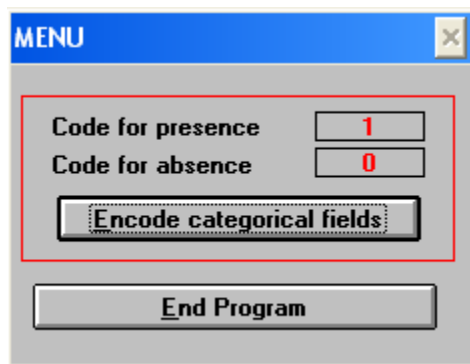 MENU
Code for presence 1
Code for absence 0
Encode categorical fields
End Program